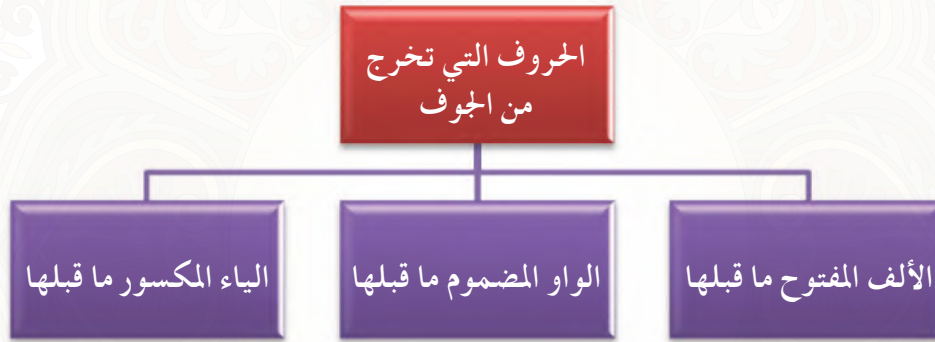 الحروف التي تخرج
من الجوف
الألف المفتوح ما قبلها
الواو المضموم ما قبلها
الياء المكسور ما قبلها